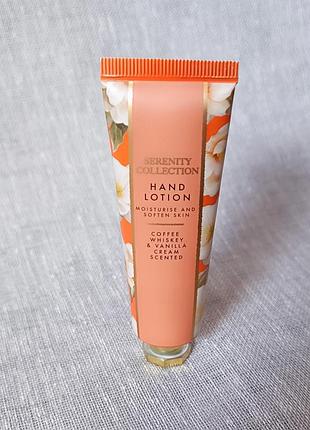 SERENITY
COLLECTION
HAND
LOTION
MOISTURISE AND
SOFTEN SKIN
COFFEE
WHISKEY
& VANILLA
CREAM
SCENTED